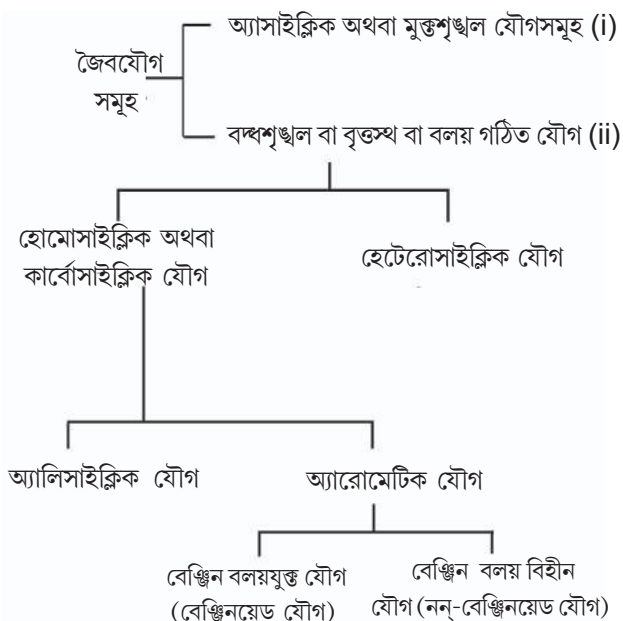 অ্যাসাইক্লিক অথবা মুক্তশৃঙ্খল যৌগসমূহ (i)
জৈবযৌগ
সমূহ
বদ্ধশৃঙ্খল বা বৃত্তস্থ বা বলয় গঠিত যৌগ (ii)
হোমোসাইক্লিক অথবা
কার্বোসাইক্লিক যৌগ
হেটেরোসাইক্লিক যৌগ
অ্যালিসাইক্লিক যৌগ
অ্যারোমেটিক যৌগ
বেঞ্জিন বলয়যুক্ত যৌগ
(বেঞ্জিনয়েড যৌগ)
বেঞ্জিন বলয় বিহীন
যৌগ (নন্-বেঞ্জিনয়েড যৌগ)